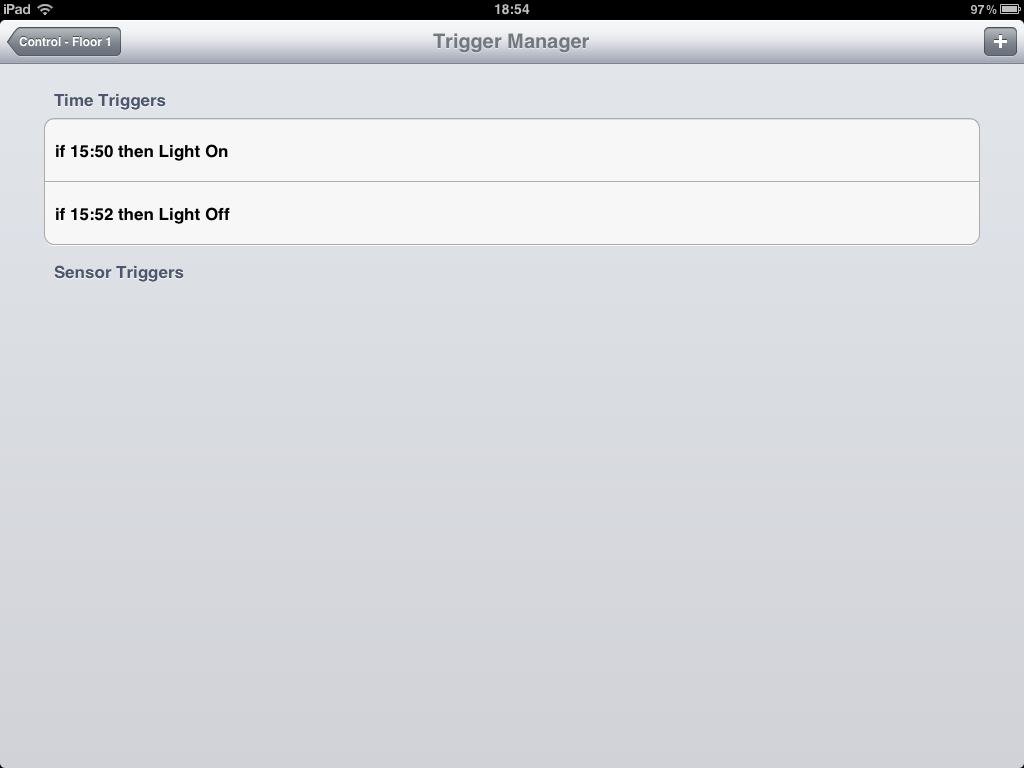 iPad 18:54 97%
Control - Floor 1 Trigger Manager +
Time Triggers
if 15:50 then Light On
if 15:52 then Light Off
Sensor Triggers